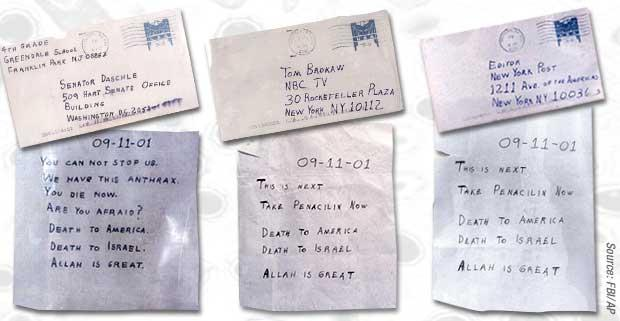 4TH GRADE
GREENDALE SCHOOL
FRANKLIN PARK NJ 08852
SENATOR DASCHLE
509 HART SENATE OFFICE
BUILDING
WASHINGTON DC 2053
TOM BROKAW
NBC TV
30 ROCKEFELLER PLAZA
NEW YORK NY 10112
EDITOR
NEW YORK POST
1211 AVE. OF THE AMERICAS
NEW YORK NY 10036
09-11-01
YOU CAN NOT STOP US.
WE HAVE THIS ANTHRAX.
YOU DIE NOW.
ARE YOU AFRAID?
DEATH TO AMERICA.
DEATH TO ISRAEL.
ALLAH IS GREAT.
09-11-01
THIS IS NEXT
TAKE PENACILIN NOW
DEATH TO AMERICA
DEATH TO ISRAEL
ALLAH IS GREAT
09-11-01
THIS IS NEXT
TAKE PENACILIN NOW
DEATH TO AMERICA
DEATH TO ISRAEL
ALLAH IS GREAT
Source: FBI/AP